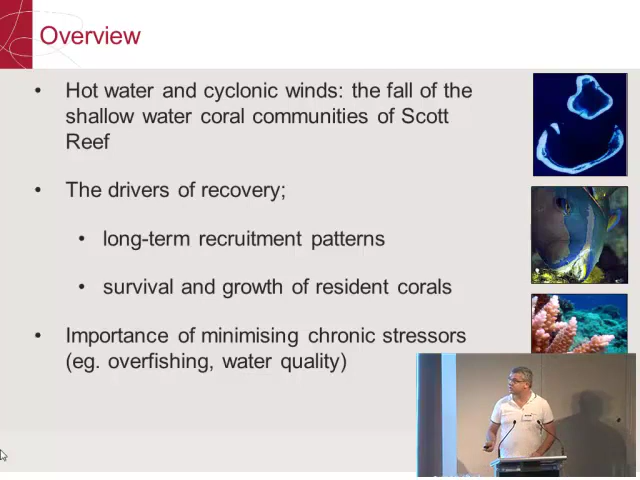 Overview
• Hot water and cyclonic winds: the fall of the
shallow water coral communities of Scott
Reef
• The drivers of recovery;
• long-term recruitment patterns
• survival and growth of resident corals
• Importance of minimising chronic stressors
(eg. overfishing, water quality)